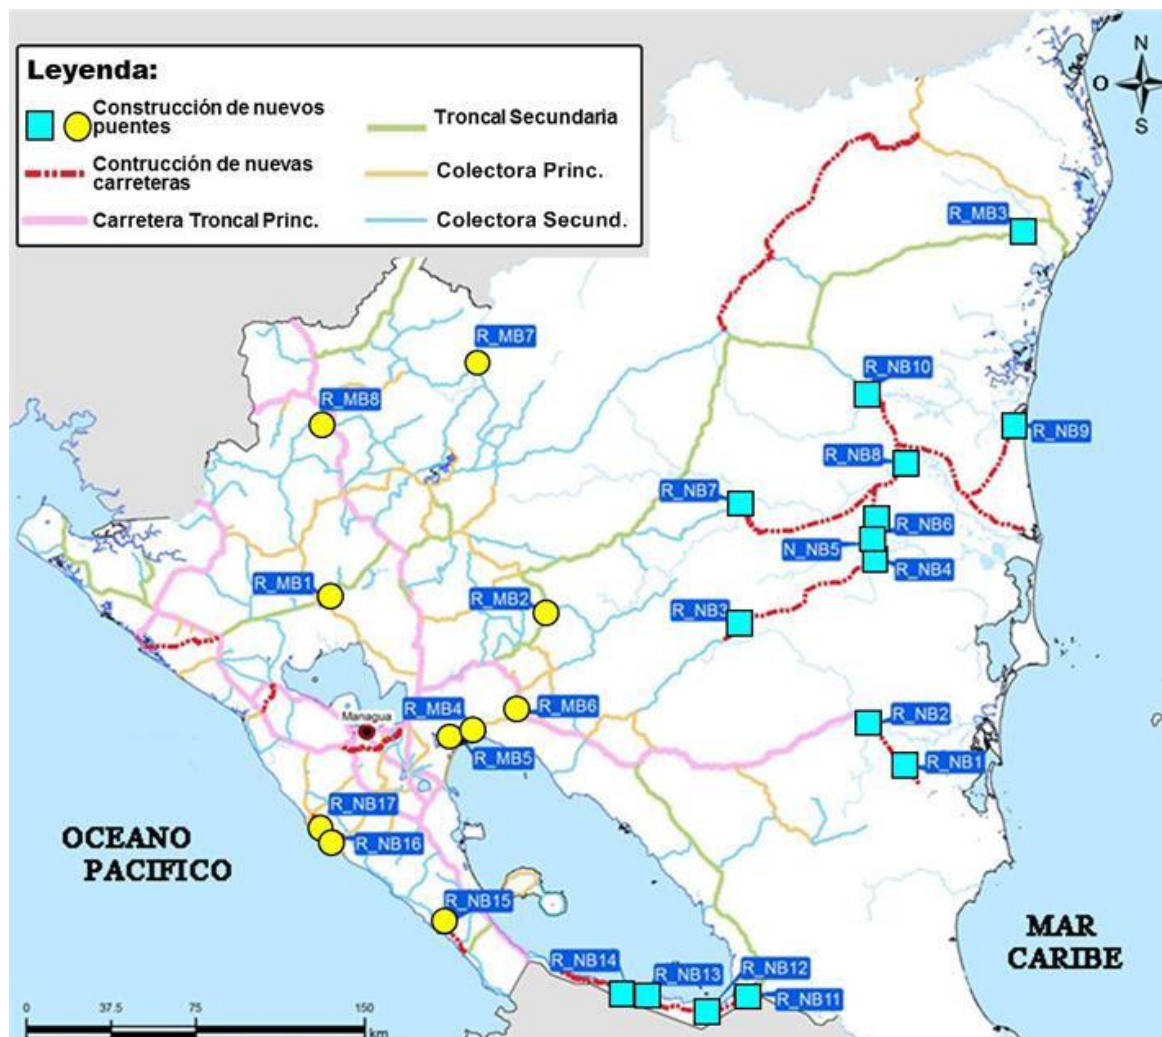 Leyenda:
Construcción de nuevos
puentes
Contrucción de nuevas
carreteras
Carretera Troncal Princ.
Troncal Secundaria
Colectora Princ.
Colectora Secund.
N
O
S
R_MB3
R_MB7
R_MB8
R_NB10
R_NB9
R_NB8
R_NB7
R_NB6
N_NB5
R_NB4
R_MB1
R_MB2
R_NB3
R_MB4
R_MB6
R_NB2
Managua
R_MB5
R_NB1
R_NB17
R_NB16
OCEANO
PACIFICO
R_NB15
MAR
CARIBE
R_NB14
R_NB13
R_NB12
R_NB11
0 37.5 75 150
km